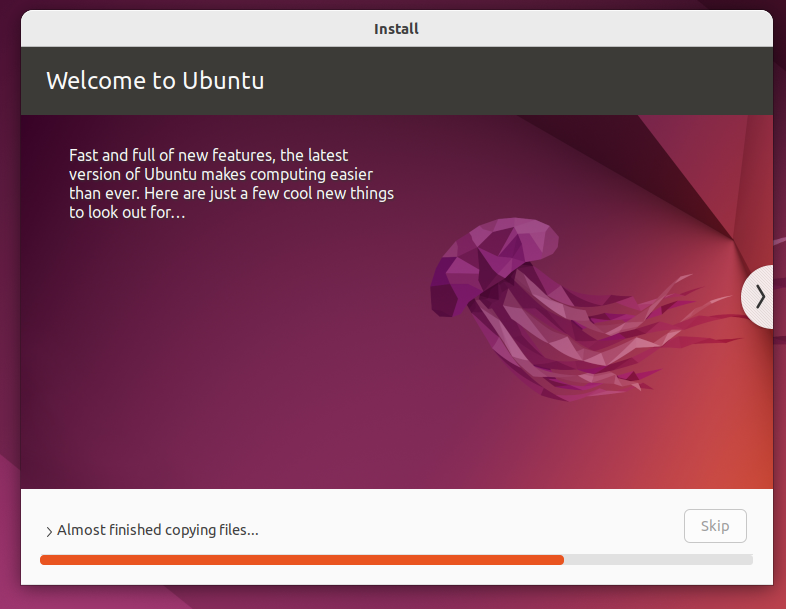 Install
Welcome to Ubuntu
Fast and full of new features, the latest
version of Ubuntu makes computing easier
than ever. Here are just a few cool new things
to look out for…
Almost finished copying files...
Skip